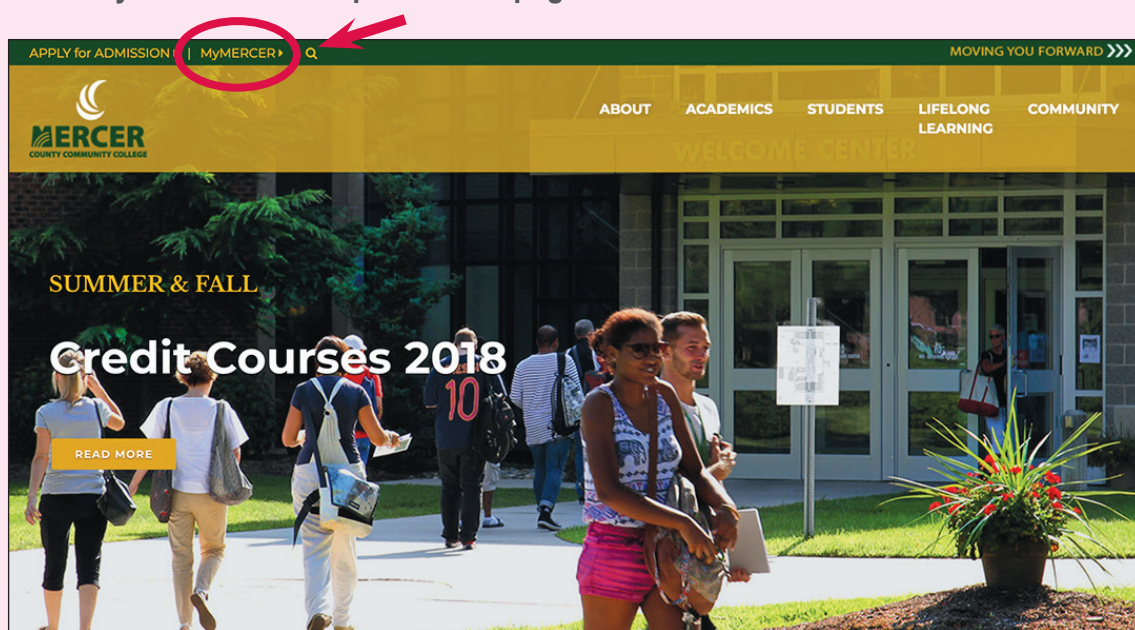 APPLY for ADMISSION | MyMERCER
MOVING YOU FORWARD
MERCER
COUNTY COMMUNITY COLLEGE
ABOUT
ACADEMICS
STUDENTS
LIFELONG
LEARNING
COMMUNITY
WELCOME CENTER
SUMMER & FALL
Credit Courses 2018
10
READ MORE